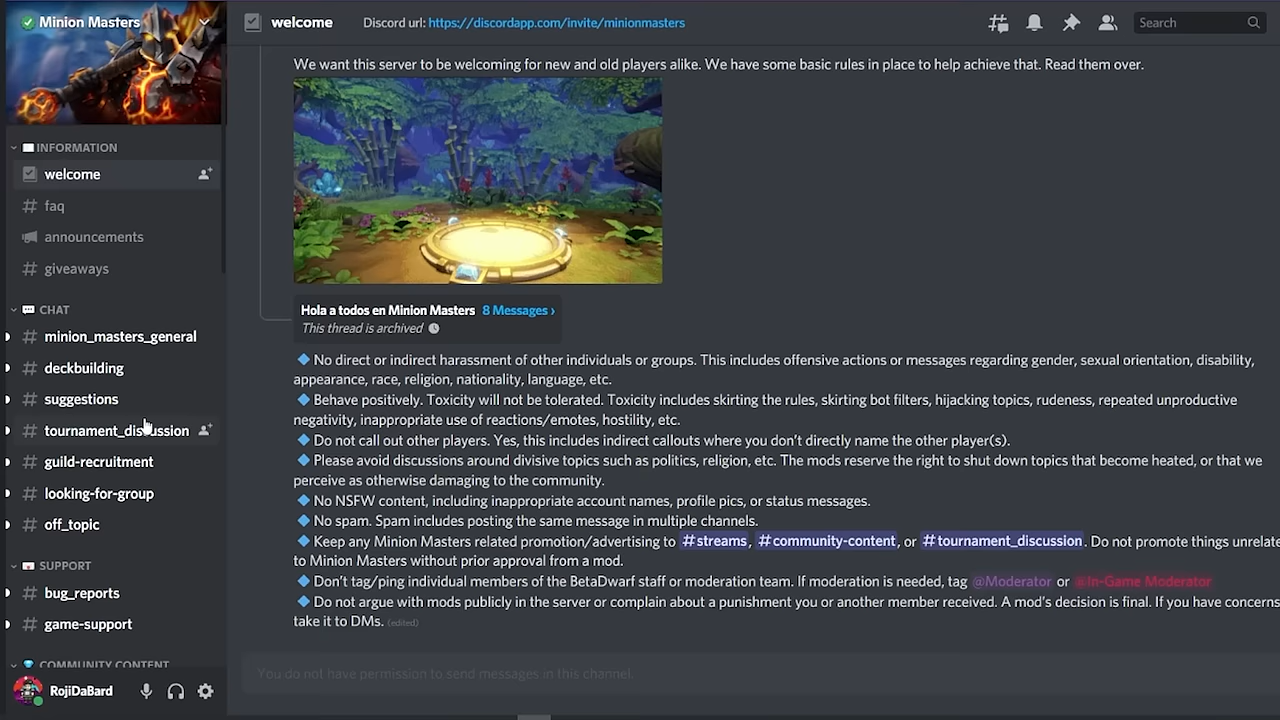 Minion Masters
welcome
Discord url: https://discordapp.com/invite/minionmasters
Search
INFORMATION
welcome
# faq
announcements
# giveaways
CHAT
# minion_masters_general
# deckbuilding
# suggestions
# tournament_discussion
# guild-recruitment
# looking-for-group
# off_topic
SUPPORT
# bug_reports
# game-support
COMMUNITY CONTENT
RojiDaBard
We want this server to be welcoming for new and old players alike. We have some basic rules in place to help achieve that. Read them over.
Hola a todos en Minion Masters 8 Messages ›
This thread is archived
No direct or indirect harassment of other individuals or groups. This includes offensive actions or messages regarding gender, sexual orientation, disability,
appearance, race, religion, nationality, language, etc.
Behave positively. Toxicity will not be tolerated. Toxicity includes skirting the rules, skirting bot filters, hijacking topics, rudeness, repeated unproductive
negativity, inappropriate use of reactions/emotes, hostility, etc.
Do not call out other players. Yes, this includes indirect callouts where you don't directly name the other player(s).
Please avoid discussions around divisive topics such as politics, religion, etc. The mods reserve the right to shut down topics that become heated, or that we
perceive as otherwise damaging to the community.
No NSFW content, including inappropriate account names, profile pics, or status messages.
No spam. Spam includes posting the same message in multiple channels.
Keep any Minion Masters related promotion/advertising to #streams, #community-content, or #tournament_discussion. Do not promote things unrelate
to Minion Masters without prior approval from a mod.
Don't tag/ping individual members of the BetaDwarf staff or moderation team. If moderation is needed, tag @Moderator or @In-Game Moderator
Do not argue with mods publicly in the server or complain about a punishment you or another member received. A mod's decision is final. If you have concerns
take it to DMs. (edited)
You do not have permission to send messages in this channel.